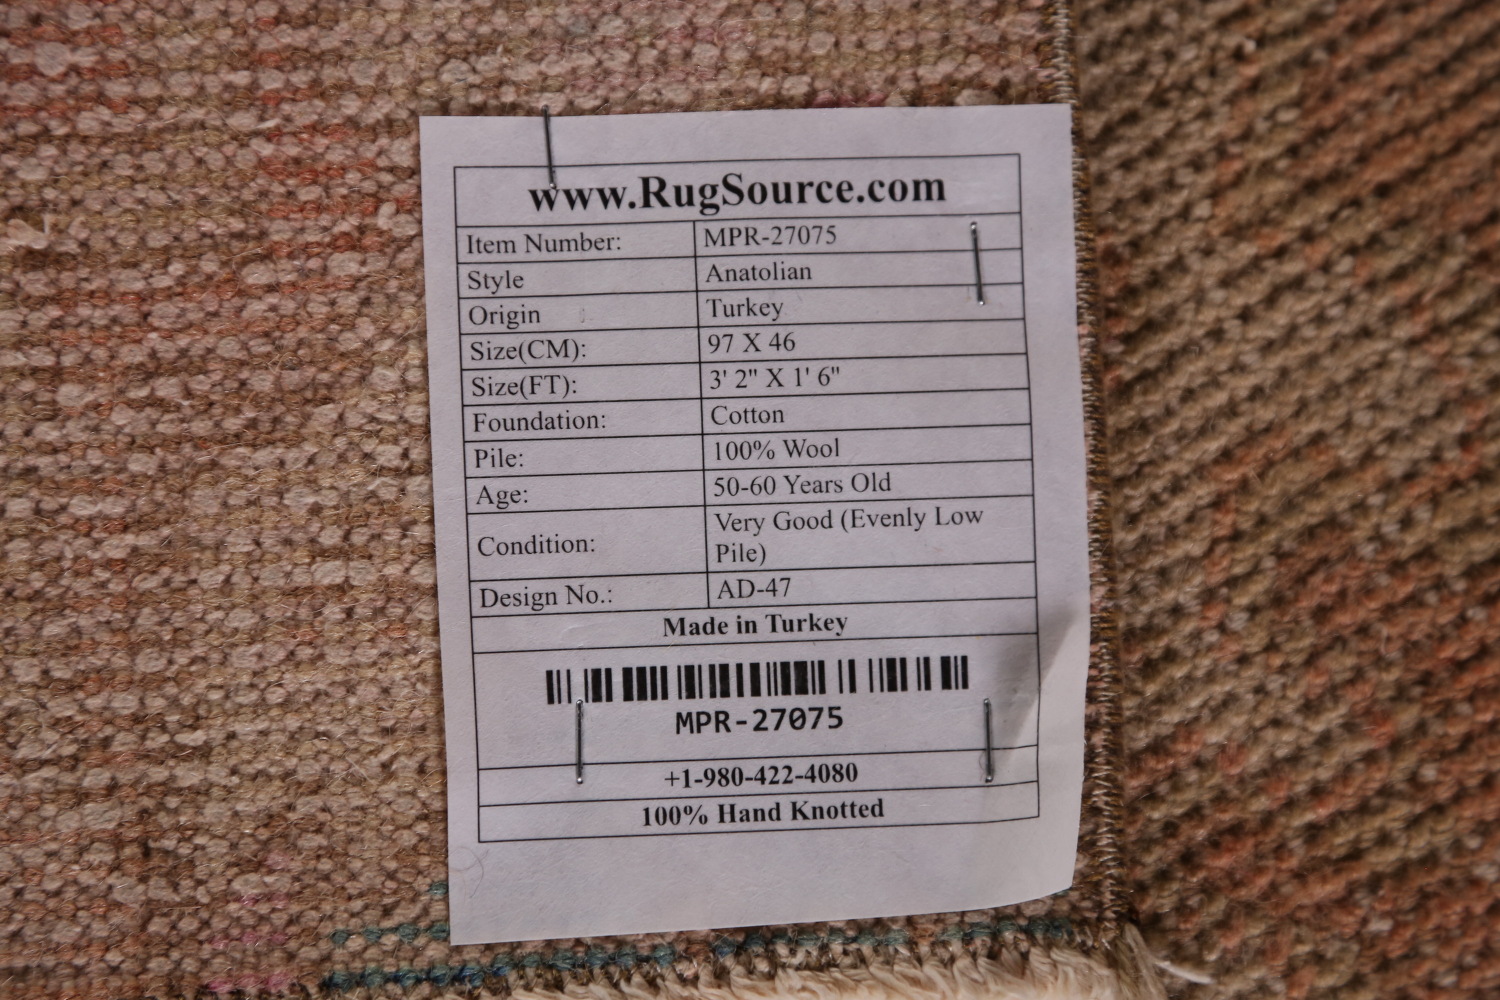 www.RugSource.com
Item Number: MPR-27075
Style Anatolian
Origin Turkey
Size(CM): 97 X 46
Size(FT): 3' 2" X 1' 6"
Foundation: Cotton
Pile: 100% Wool
Age: 50-60 Years Old
Condition: Very Good (Evenly Low
Pile)
Design No.: AD-47
Made in Turkey
MPR-27075
+1-980-422-4080
100% Hand Knotted